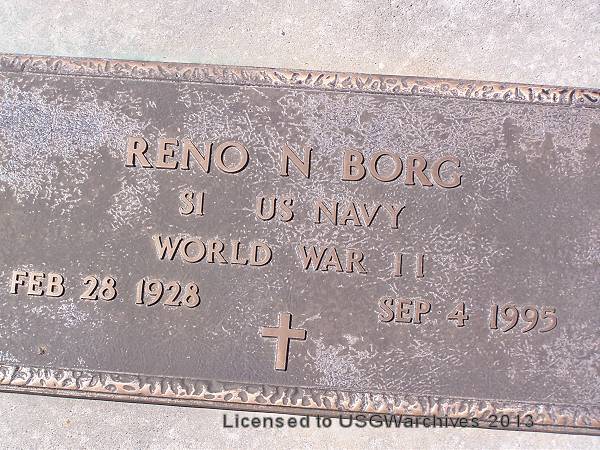 RENO N BORG
S1 US NAVY
WORLD WAR II
FEB 28 1928 SEP 4 1995
Licensed to USGWarchives 2013